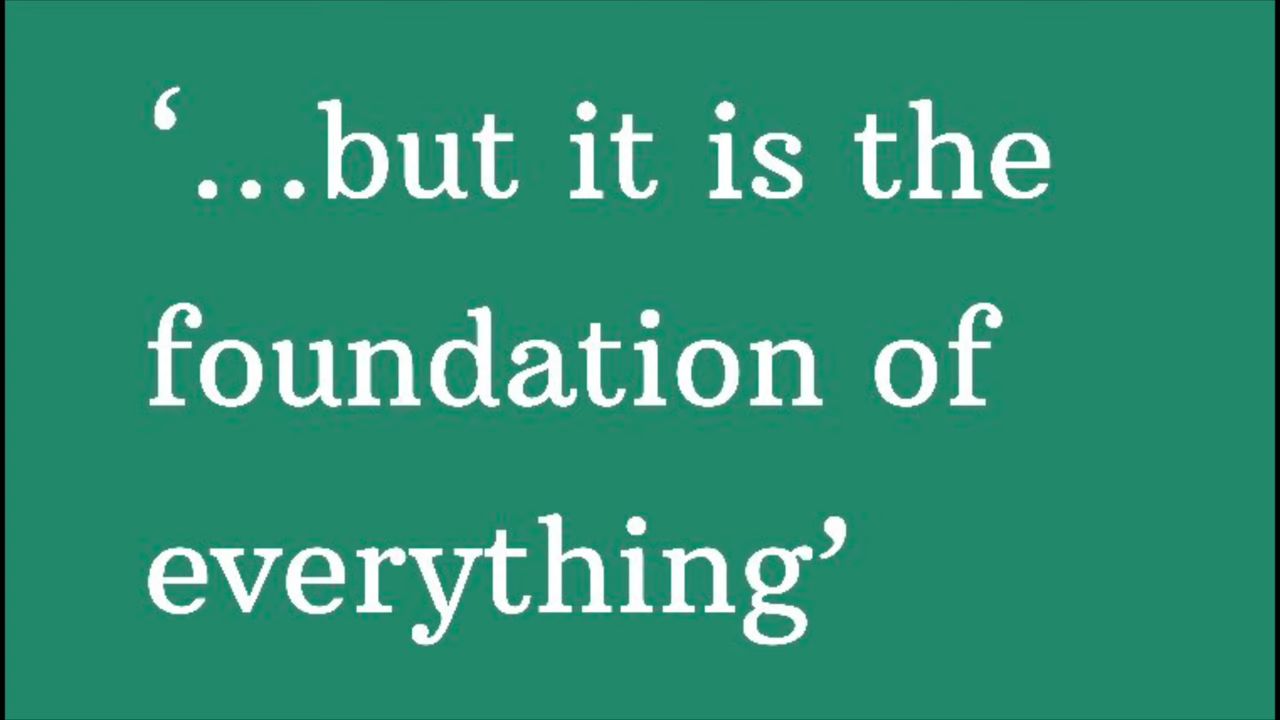 ‘...but it is the
foundation of
everything’